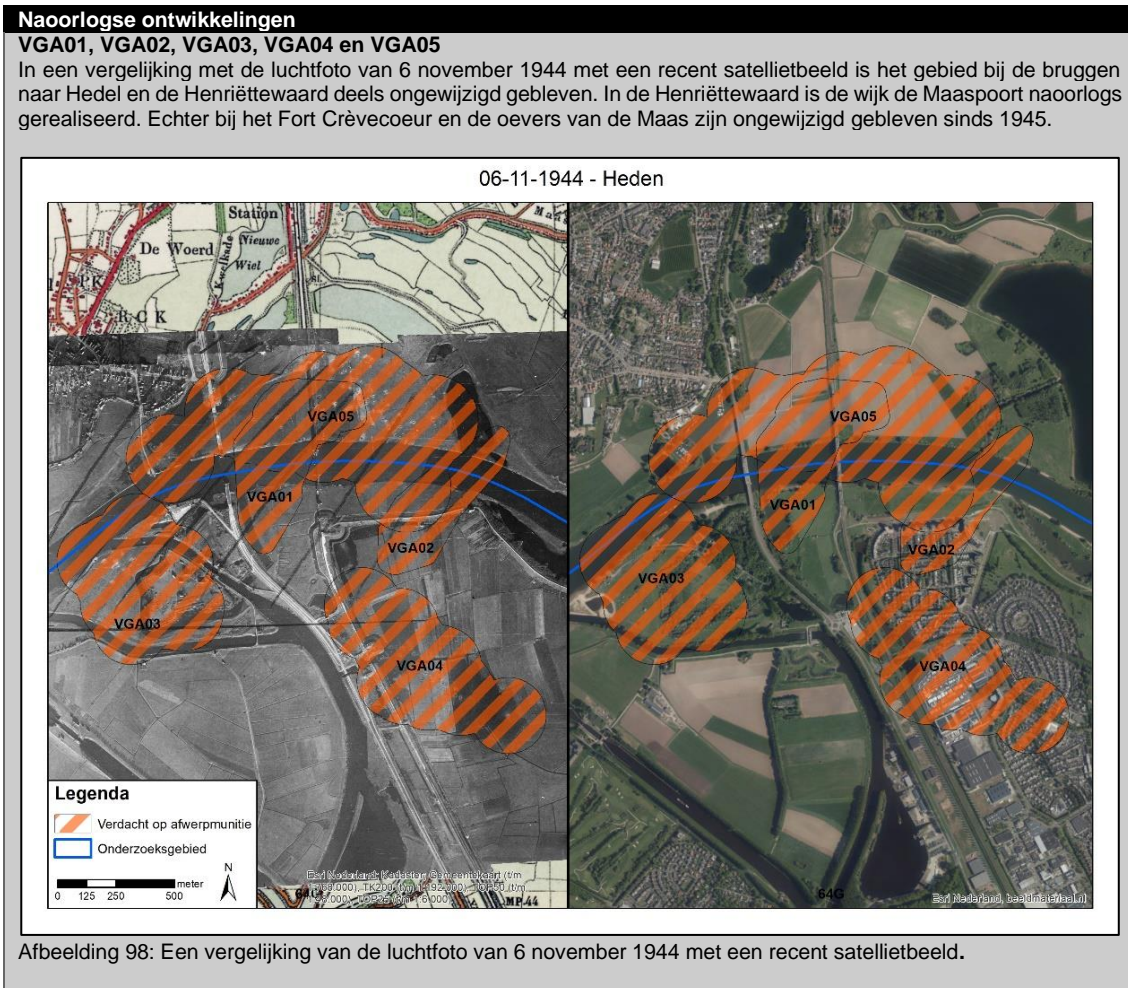 Naoorlogse ontwikkelingen
VGA01, VGA02, VGA03, VGA04 en VGA05
In een vergelijking met de luchtfoto van 6 november 1944 met een recent satellietbeeld is het gebied bij de bruggen
naar Hedel en de Henriëttewaard deels ongewijzigd gebleven. In de Henriëttewaard is de wijk de Maaspoort naoorlogs
gerealiseerd. Echter bij het Fort Crèvecoeur en de oevers van de Maas zijn ongewijzigd gebleven sinds 1945.
06-11-1944 - Heden
Station
De Woerd
Nieuwe
Wiel
Kwelkade
VGA05
VGA01
VGA02
VGA03
VGA04
VGA05
VGA01
VGA02
VGA03
VGA04
Legenda
Verdacht op afwerpmunitie
Onderzoeksgebied
N
meter
0 125 250 500
MP.44
64G
Esri Nederland, beeldmateriaal.nl
Afbeelding 98: Een vergelijking van de luchtfoto van 6 november 1944 met een recent satellietbeeld.